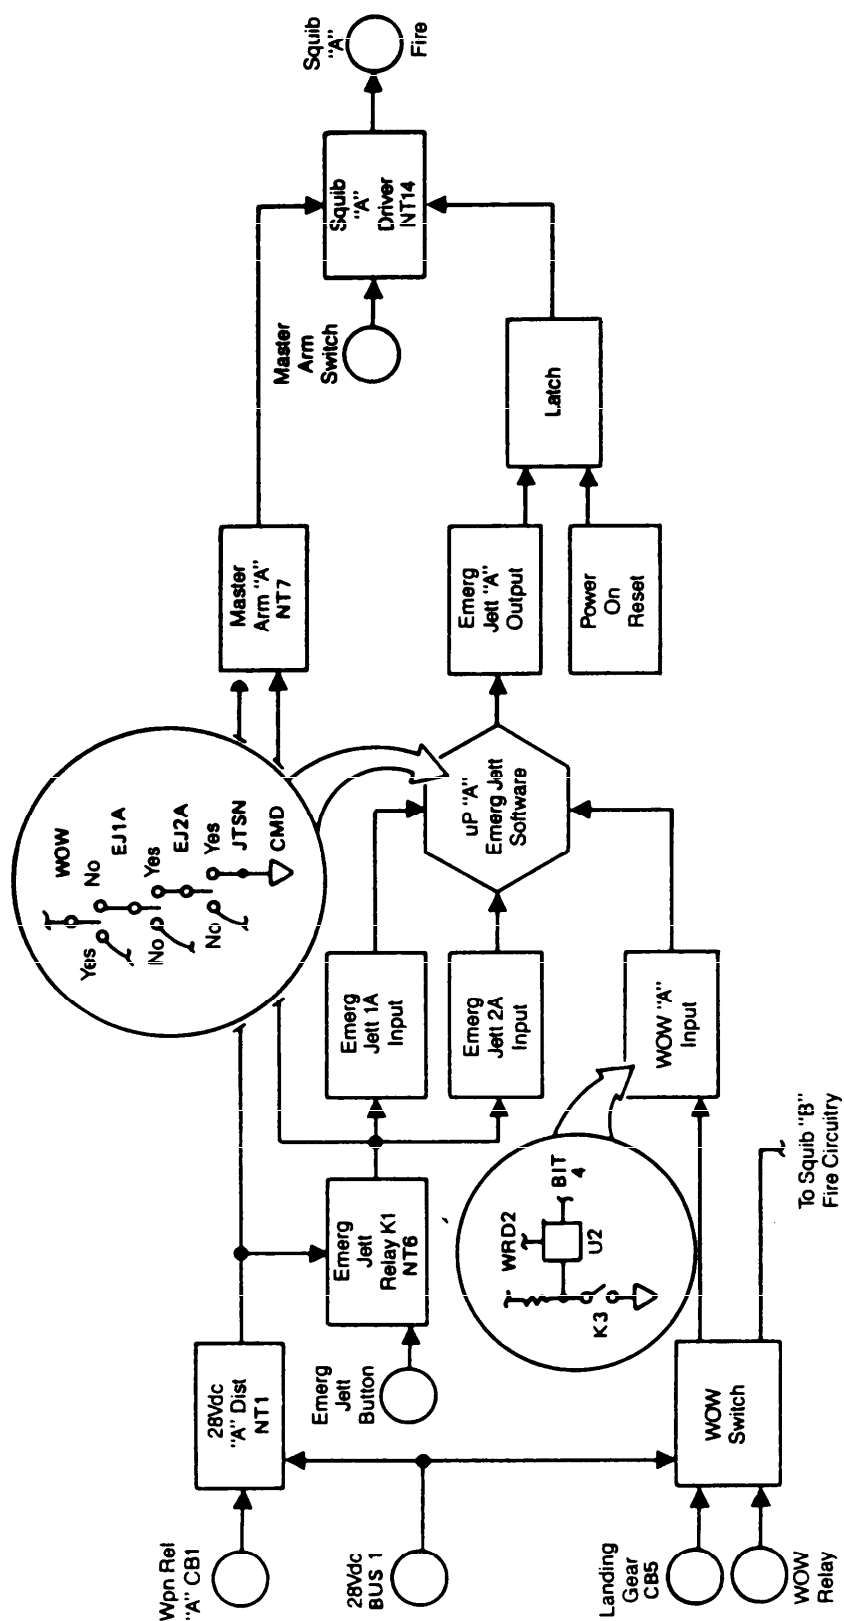 Wpn Rel
"A" CB1
28Vdc
BUS 1
Landing
Gear
CB5
WOW
Relay
28Vdc
"A" Dist
NT1
Emerg
Jett
Button
WOW
Switch
Emerg
Jett
Relay K1
NT6
WRD2
BIT
4
U2
K3
To Squib "B"
Fire Circuitry
Emerg
Jett 1A
Input
Emerg
Jett 2A
Input
WOW "A"
Input
WOW
Yes
No
EJ1A
No
Yes
EJ2A
No
Yes
JTSN
CMD
uP "A"
Emerg Jett
Software
Master
Arm "A"
NT7
Emerg
Jett "A"
Output
Power
On
Reset
Latch
Master
Arm
Switch
Squib
"A"
Driver
NT14
Squib
"A"
Fire